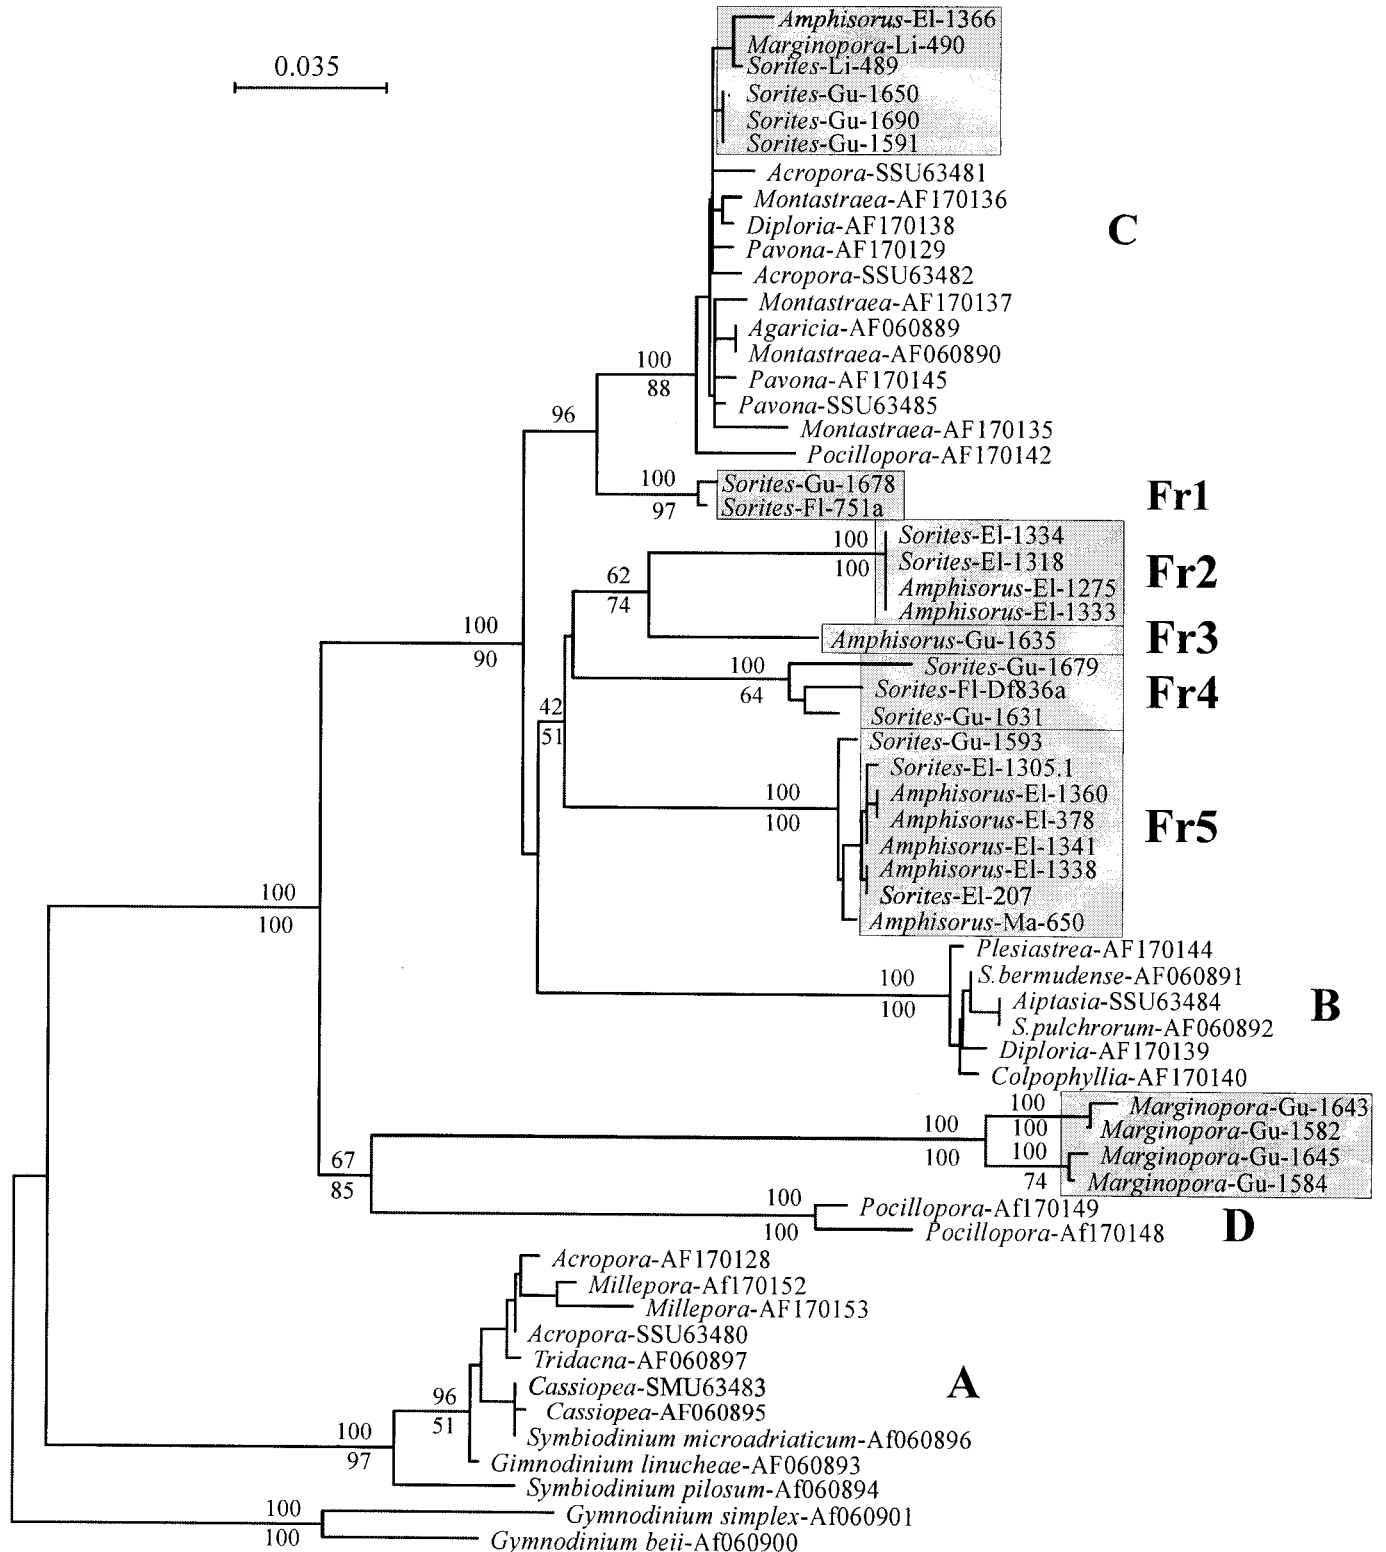 0.035
Amphisorus-El-1366
Marginopora-Li-490
Sorites-Li-489
Sorites-Gu-1650
Sorites-Gu-1690
Sorites-Gu-1591
Acropora-SSU63481
Montastraea-AF170136
Diploria-AF170138
C
Pavona-AF170129
Acropora-SSU63482
Montastraea-AF170137
Agaricia-AF060889
Montastraea-AF060890
100
88
Pavona-AF170145
Pavona-SSU63485
96
Montastraea-AF170135
Pocillopora-AF170142
100
97
Sorites-Gu-1678
Sorites-Fl-751a
Fr1
100
100
Sorites-El-1334
Sorites-El-1318
Amphisorus-El-1275
Amphisorus-El-1333
Fr2
62
74
Amphisorus-Gu-1635
Fr3
100
90
100
64
Sorites-Gu-1679
Sorites-Fl-Df836a
Sorites-Gu-1631
Fr4
42
51
Sorites-Gu-1593
Sorites-El-1305.1
Amphisorus-El-1360
Amphisorus-El-378
Amphisorus-El-1341
Amphisorus-El-1338
Sorites-El-207
Amphisorus-Ma-650
Fr5
100
100
100
100
Plesiastrea-AF170144
S.bermudense-AF060891
Aiptasia-SSU63484
S.pulchrorum-AF060892
Diploria-AF170139
Colpophyllia-AF170140
B
100
100
100
100
100
100
100
74
Marginopora-Gu-1643
Marginopora-Gu-1582
Marginopora-Gu-1645
Marginopora-Gu-1584
67
85
100
100
Pocillopora-Af170149
Pocillopora-Af170148
D
Acropora-AF170128
Millepora-Af170152
Millepora-AF170153
Acropora-SSU63480
Tridacna-AF060897
Cassiopea-SMU63483
Cassiopea-AF060895
A
96
51
Symbiodinium microadriaticum-Af060896
100
97
Gimnodinium linucheae-AF060893
Symbiodinium pilosum-Af060894
100
100
Gymnodinium simplex-Af060901
Gymnodinium beii-Af060900